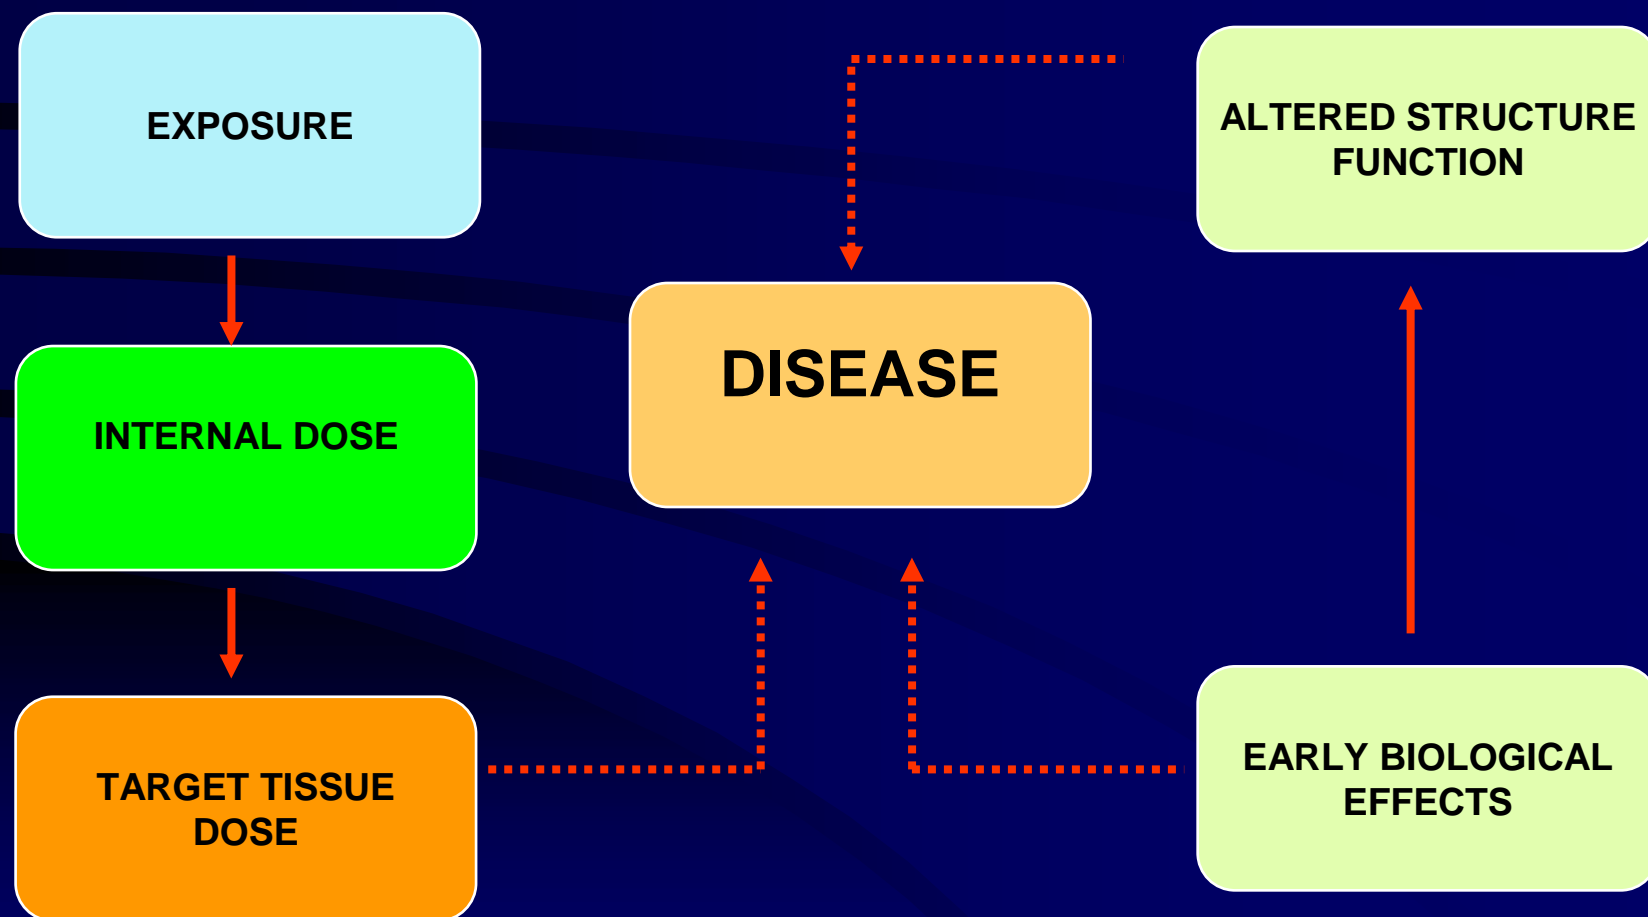 EXPOSURE
ALTERED STRUCTURE
FUNCTION
DISEASE
INTERNAL DOSE
TARGET TISSUE
DOSE
EARLY BIOLOGICAL
EFFECTS